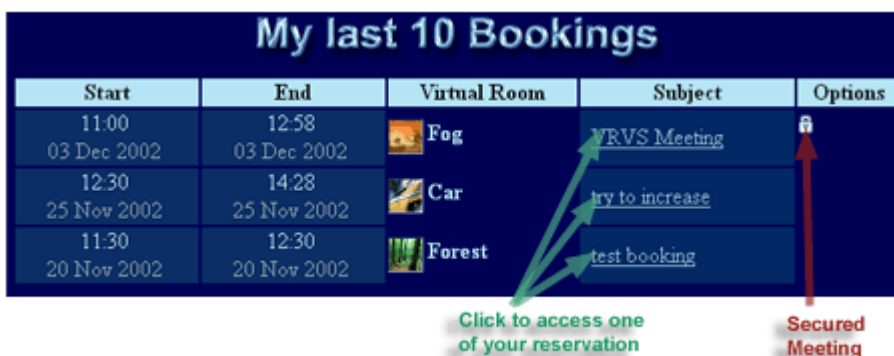 My last 10 Bookings
Start End Virtual Room Subject Options
11:00 12:58 Fog VRVS Meeting
03 Dec 2002 03 Dec 2002
12:30 14:28 Car try to increase
25 Nov 2002 25 Nov 2002
11:30 12:30 Forest test booking
20 Nov 2002 20 Nov 2002
Click to access one
of your reservation
Secured
Meeting